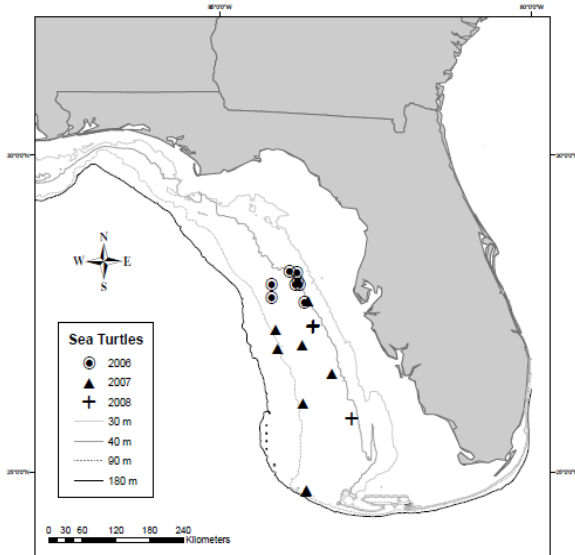 85°0'0"W 80°0'0"W
30°0'0"N 30°0'0"N
N
W E
S
Sea Turtles
2006
2007
2008
30 m
40 m
90 m
180 m
25°0'0"N 25°0'0"N
0 30 60 120 180 240
Kilometers